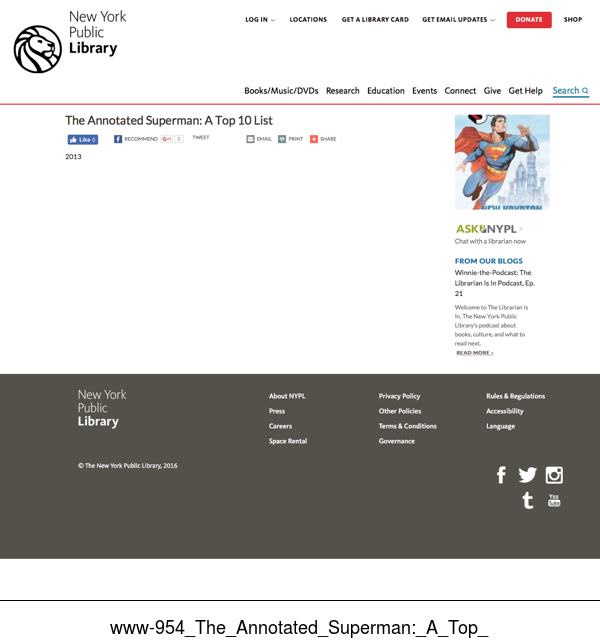 New York
Public
Library
LOG IN LOCATIONS GET A LIBRARY CARD GET EMAIL UPDATES DONATE SHOP
Books/Music/DVDs Research Education Events Connect Give Get Help Search
The Annotated Superman: A Top 10 List
Like 0 RECOMMEND G+1 0 TWEET EMAIL PRINT SHARE
2013
NEW KRYPTON
ASK NYPL >
Chat with a librarian now
FROM OUR BLOGS
Winnie-the-Podcast: The
Librarian Is In Podcast, Ep.
21
Welcome to The Librarian Is
In, The New York Public
Library's podcast about
books, culture, and what to
read next.
READ MORE ›
New York
Public
Library
About NYPL
Press
Careers
Space Rental
Privacy Policy
Other Policies
Terms & Conditions
Governance
Rules & Regulations
Accessibility
Language
© The New York Public Library, 2016
You
Tube
www-954_The_Annotated_Superman:_A_Top_